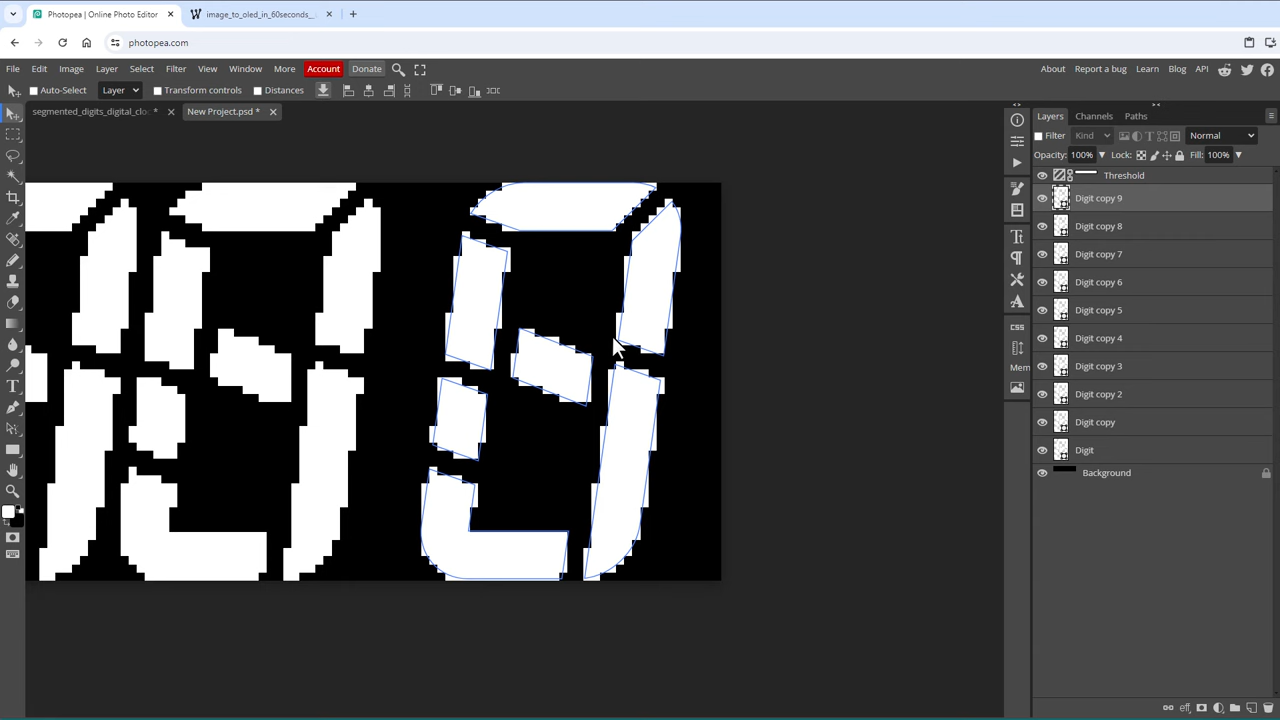 Photopea | Online Photo Editor
image_to_oled_in_60seconds_
photopea.com
File Edit Image Layer Select Filter View Window More Account Donate
About Report a bug Learn Blog API
Auto-Select Layer Transform controls Distances
segmented_digits_digital_clo *
New Project.psd *
Layers Channels Paths
Filter Kind Normal
Opacity: 100% Lock: Fill: 100%
Threshold
Digit copy 9
Digit copy 8
Digit copy 7
Digit copy 6
Digit copy 5
Digit copy 4
Digit copy 3
Digit copy 2
Digit copy
Digit
Background
CSS
Mem
eff